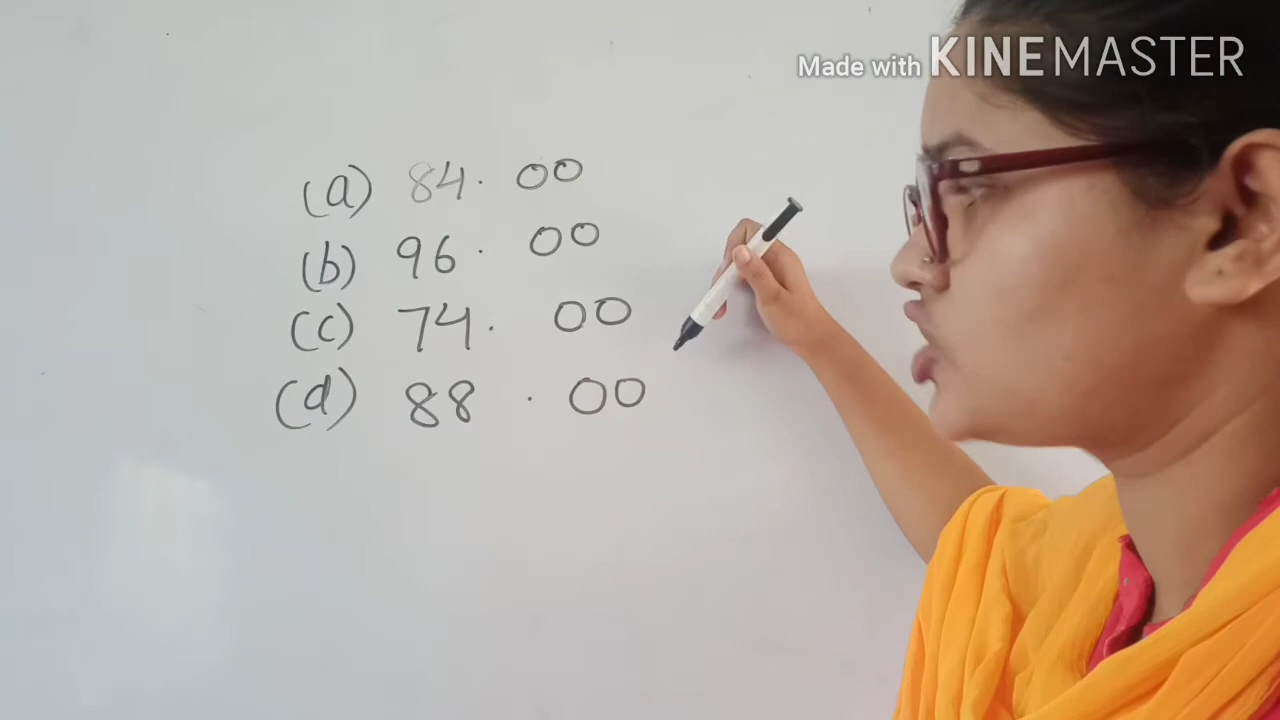 Made with KINEMASTER
(a) 84. 00
(b) 96. 00
(c) 74. 00
(d) 88 . 00